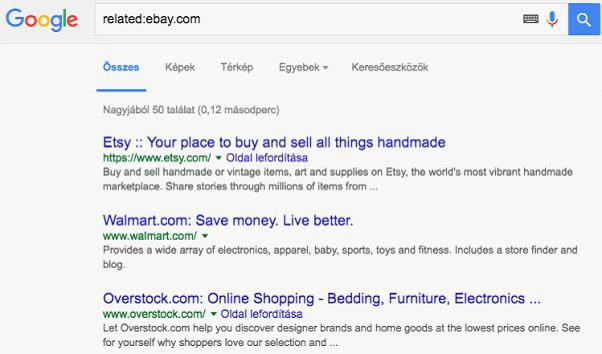 Google related:ebay.com
Összes Képek Térkép Egyebek Keresőeszközök
Nagyjából 50 találat (0,12 másodperc)
Etsy :: Your place to buy and sell all things handmade
https://www.etsy.com/ Oldal lefordítása
Buy and sell handmade or vintage items, art and supplies on Etsy, the world's most vibrant handmade
marketplace. Share stories through millions of items from ...
Walmart.com: Save money. Live better.
www.walmart.com/
Provides a wide array of electronics, apparel, baby, sports, toys and fitness. Includes a store finder and
blog.
Overstock.com: Online Shopping - Bedding, Furniture, Electronics ...
www.overstock.com/ Oldal lefordítása
Let Overstock.com help you discover designer brands and home goods at the lowest prices online. See
for yourself why shoppers love our selection and ...